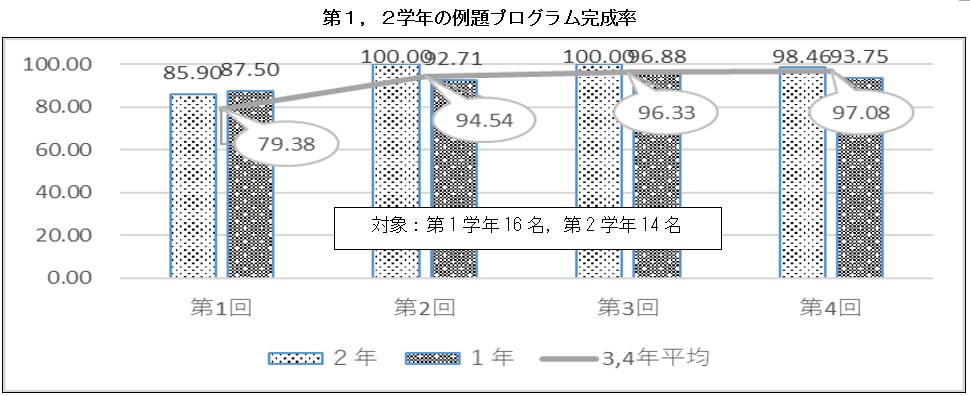 第１，２学年の例題プログラム完成率
100.00
80.00
60.00
40.00
20.00
0.00
85.90
87.50
100.00
92.71
100.00
96.88
98.46
93.75
79.38
94.54
96.33
97.08
対象：第１学年16名，第２学年14名
第1回
第2回
第3回
第4回
２年
１年
3,4年平均